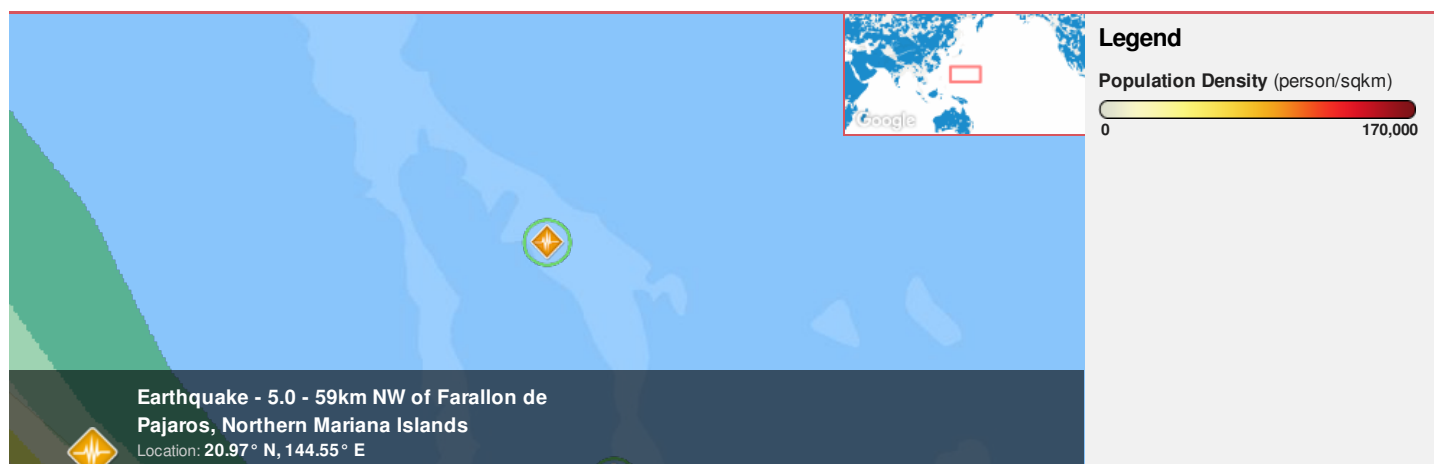 Google
Legend
Population Density (person/sqkm)
0 170,000
Earthquake - 5.0 - 59km NW of Farallon de
Pajaros, Northern Mariana Islands
Location: 20.97° N, 144.55° E